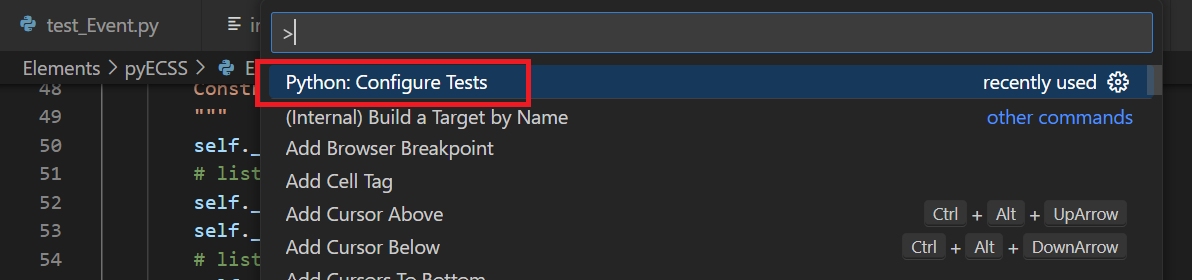 test_Event.py
>
Elements > pyECSS >
Python: Configure Tests recently used
(Internal) Build a Target by Name other commands
Add Browser Breakpoint
Add Cell Tag
Add Cursor Above Ctrl + Alt + UpArrow
Add Cursor Below Ctrl + Alt + DownArrow
Add Cursors To Bottom
48 Constr
49 """
50 self._
51 # list
52 self._
53 self._
54 # list